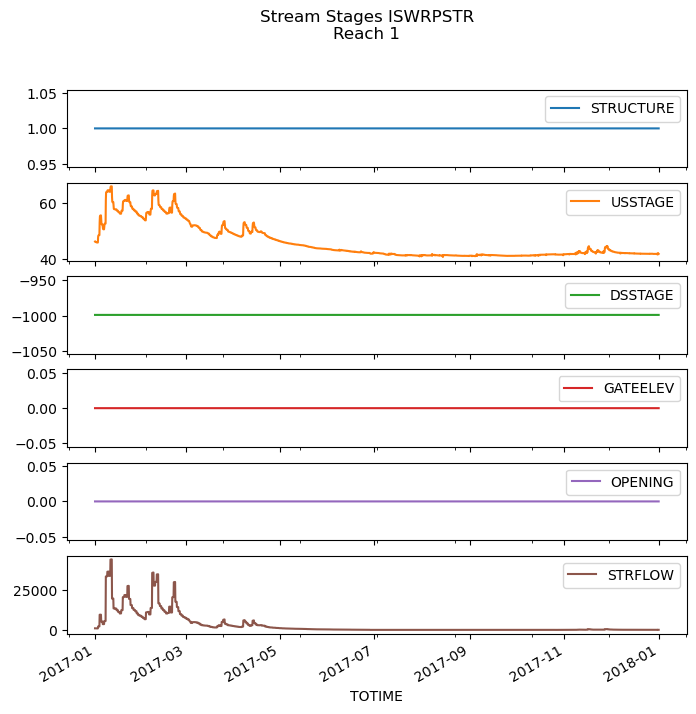 Stream Stages ISWRPSTR
Reach 1
1.05
1.00
0.95
STRUCTURE
60
40
USSTAGE
−950
−1000
−1050
DSSTAGE
0.05
0.00
−0.05
GATEELEV
0.05
0.00
−0.05
OPENING
25000
0
STRFLOW
2017-01
2017-03
2017-05
2017-07
2017-09
2017-11
2018-01
TOTIME